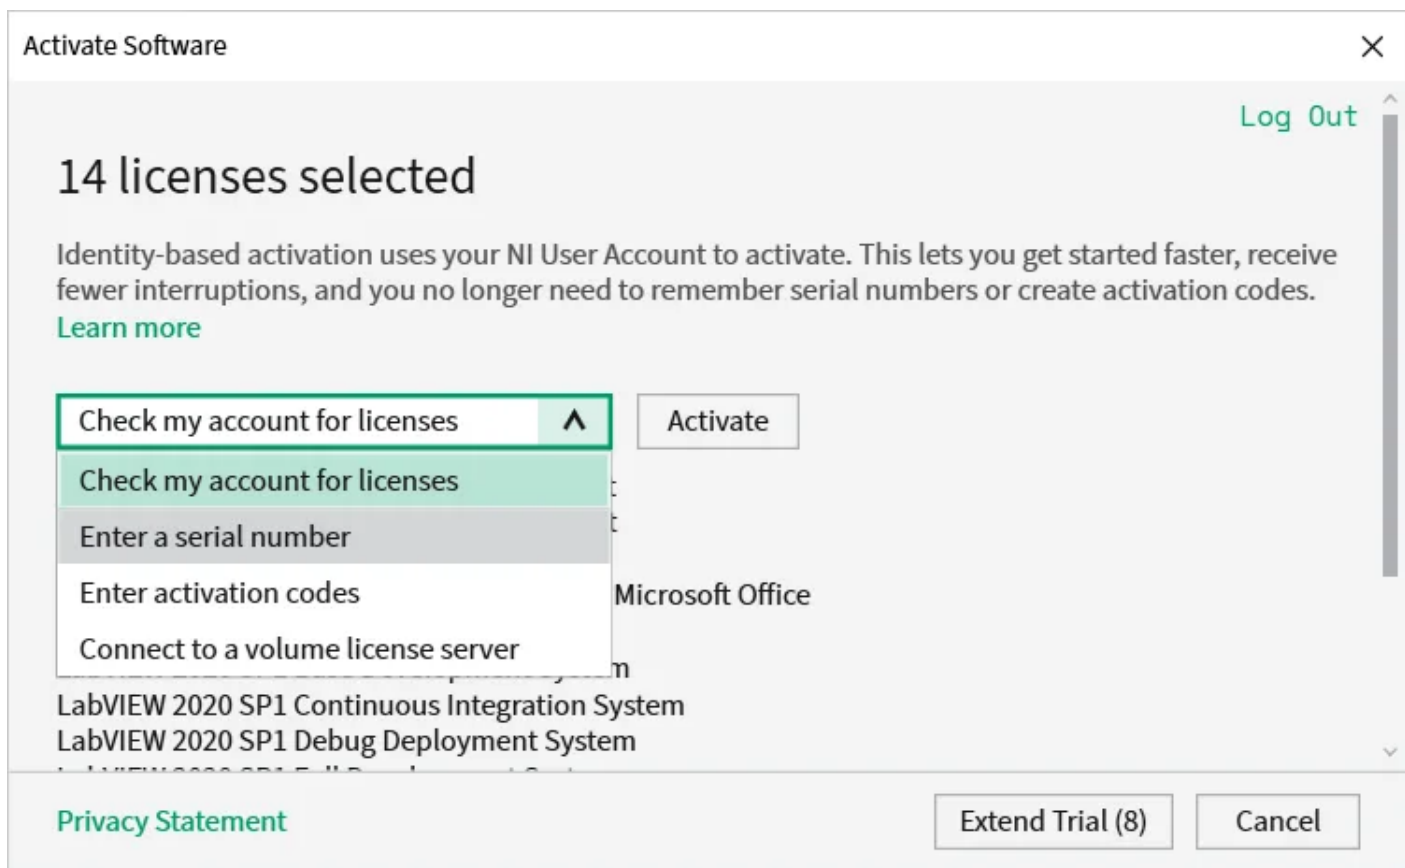 Activate Software
Log Out
14 licenses selected
Identity-based activation uses your NI User Account to activate. This lets you get started faster, receive
fewer interruptions, and you no longer need to remember serial numbers or create activation codes.
Learn more
Check my account for licenses
Activate
Check my account for licenses
Enter a serial number
Enter activation codes
Microsoft Office
Connect to a volume license server
LabVIEW 2020 SP1 Continuous Integration System
LabVIEW 2020 SP1 Debug Deployment System
Privacy Statement
Extend Trial (8)
Cancel